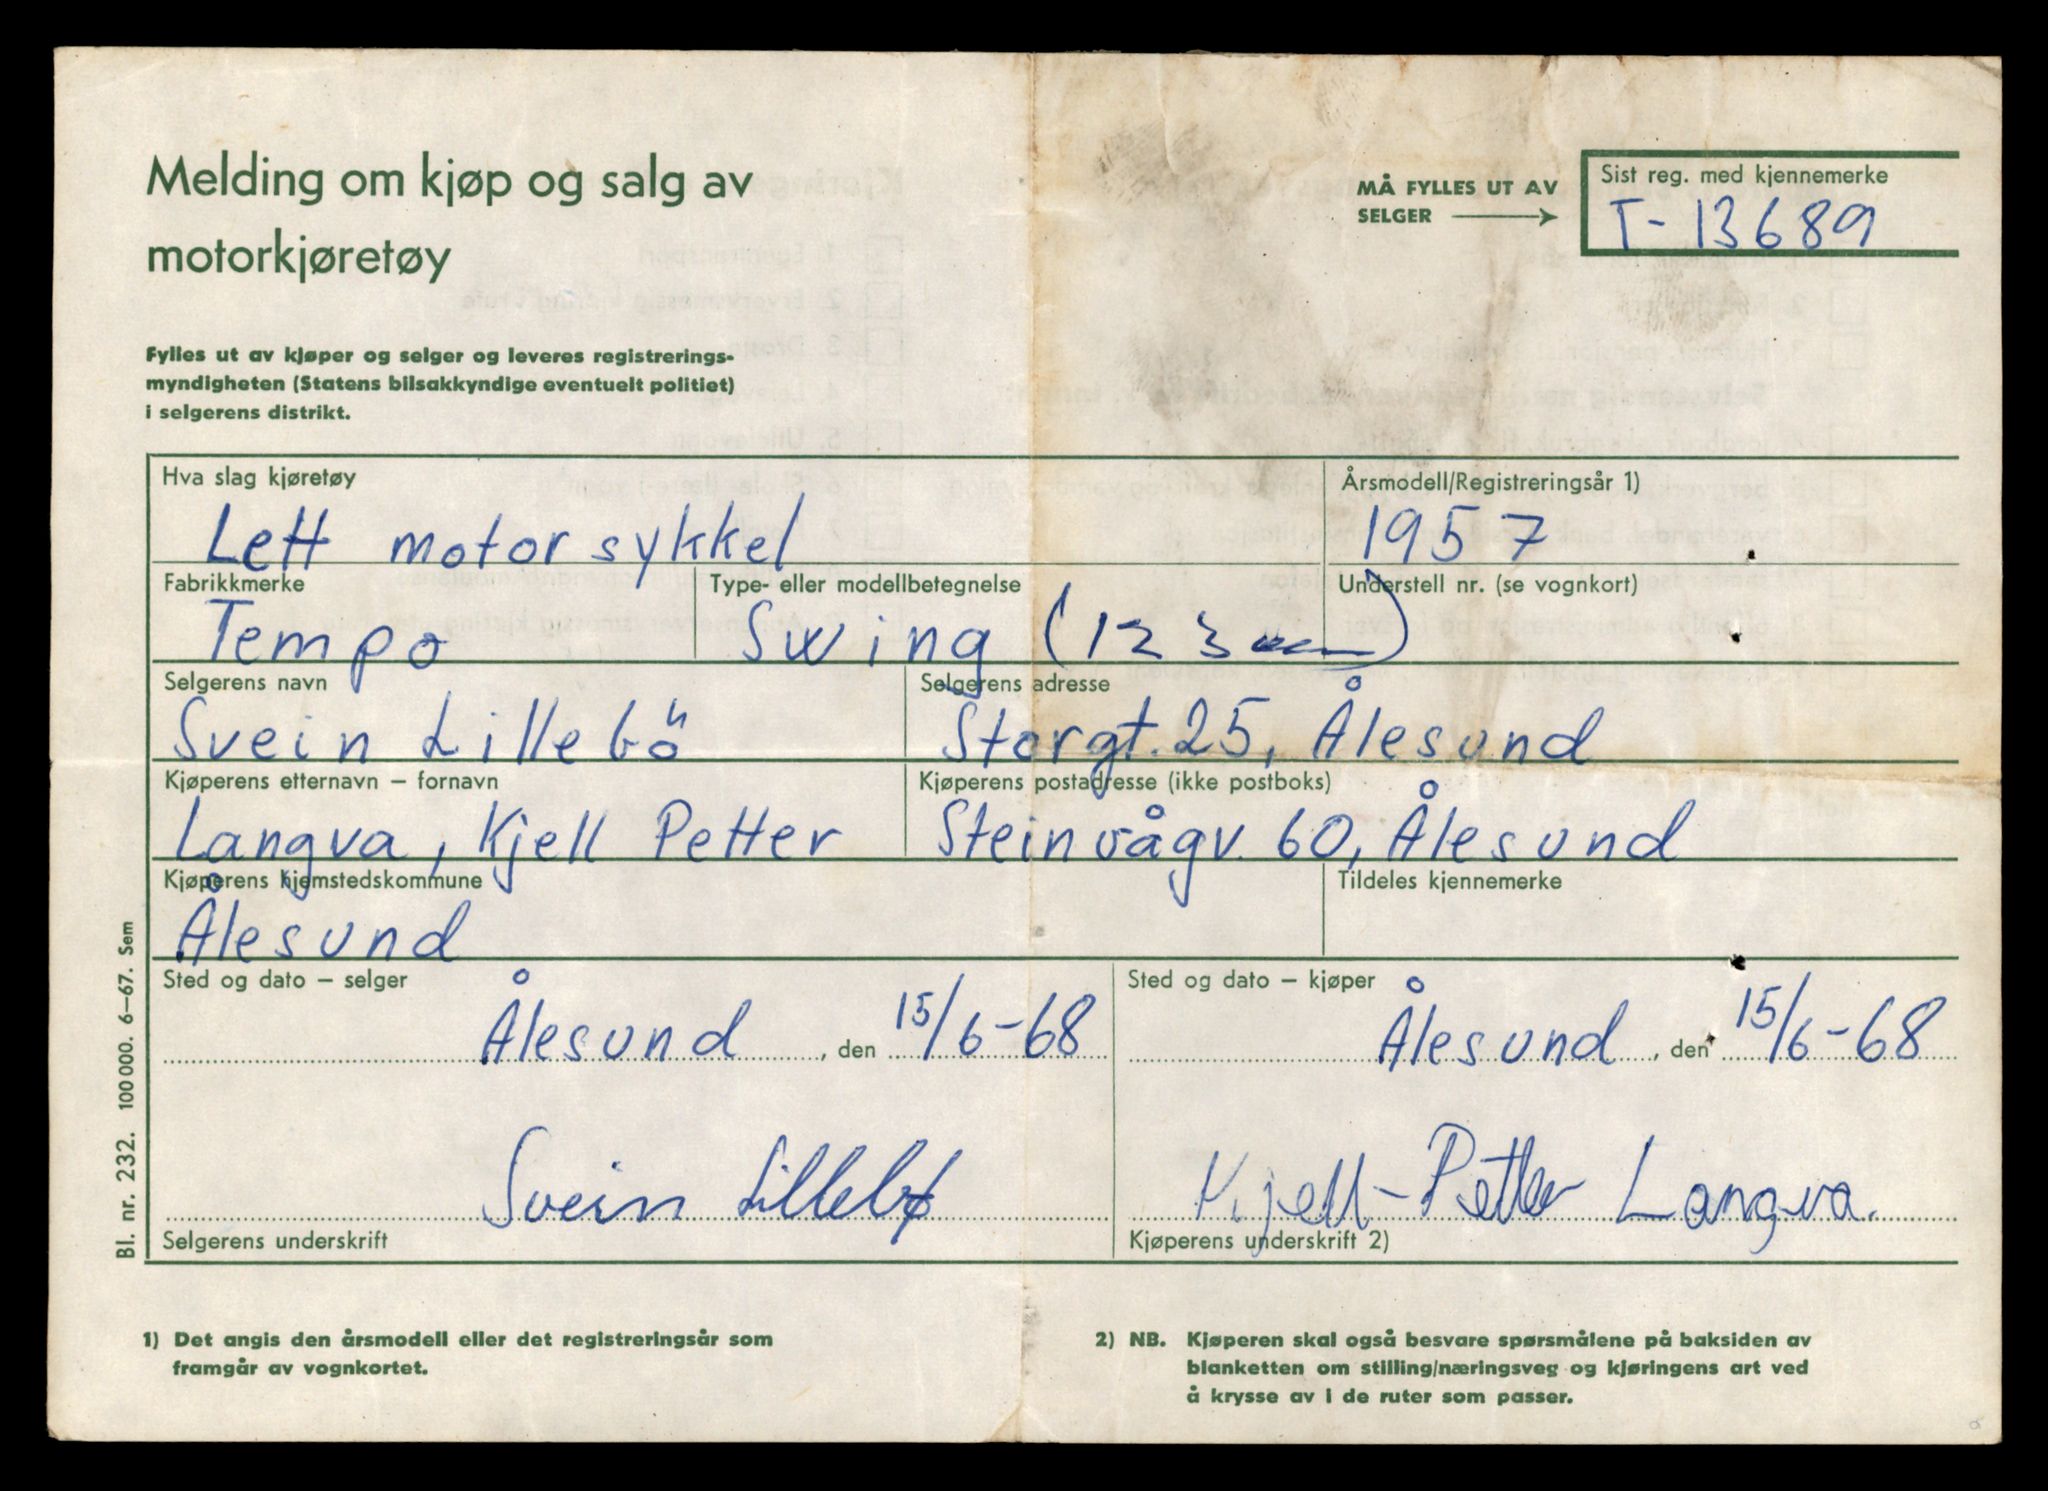 Melding om kjøp og salg av
motorkjøretøy
MÅ FYLLES UT AV
SELGER
Sist reg. med kjennemerke
T-13689
Fylles ut av kjøper og selger og leveres registrerings-
myndigheten (Statens bilsakkyndige eventuelt politiet)
i selgerens distrikt.
Hva slag kjøretøy
Årsmodell/Registreringsår 1)
Lett motorsykkel
1957
Fabrikkmerke
Type- eller modellbetegnelse
Understell nr. (se vognkort)
Tempo
Swing (123
Selgerens navn
Selgerens adresse
Svein Lillebö
Storgt. 25, Ålesund
Kjøperens etternavn – fornavn
Kjøperens postadresse (ikke postboks)
Langva, Kjell Petter
Steinvågv. 60, Ålesund
Kjøperens hjemstedskommune
Tildeles kjennemerke
Ålesund
Sted og dato – selger
Sted og dato – kjøper
Ålesund, den 15/6-68
Ålesund, den 15/6-68
Svein Lillebø
Kjell-Petter Langva.
Selgerens underskrift
Kjøperens underskrift 2)
Bl. nr. 232. 100 000. 6–67. Sem
1) Det angis den årsmodell eller det registreringsår som
framgår av vognkortet.
2) NB. Kjøperen skal også besvare spørsmålene på baksiden av
blanketten om stilling/næringsveg og kjøringens art ved
å krysse av i de ruter som passer.